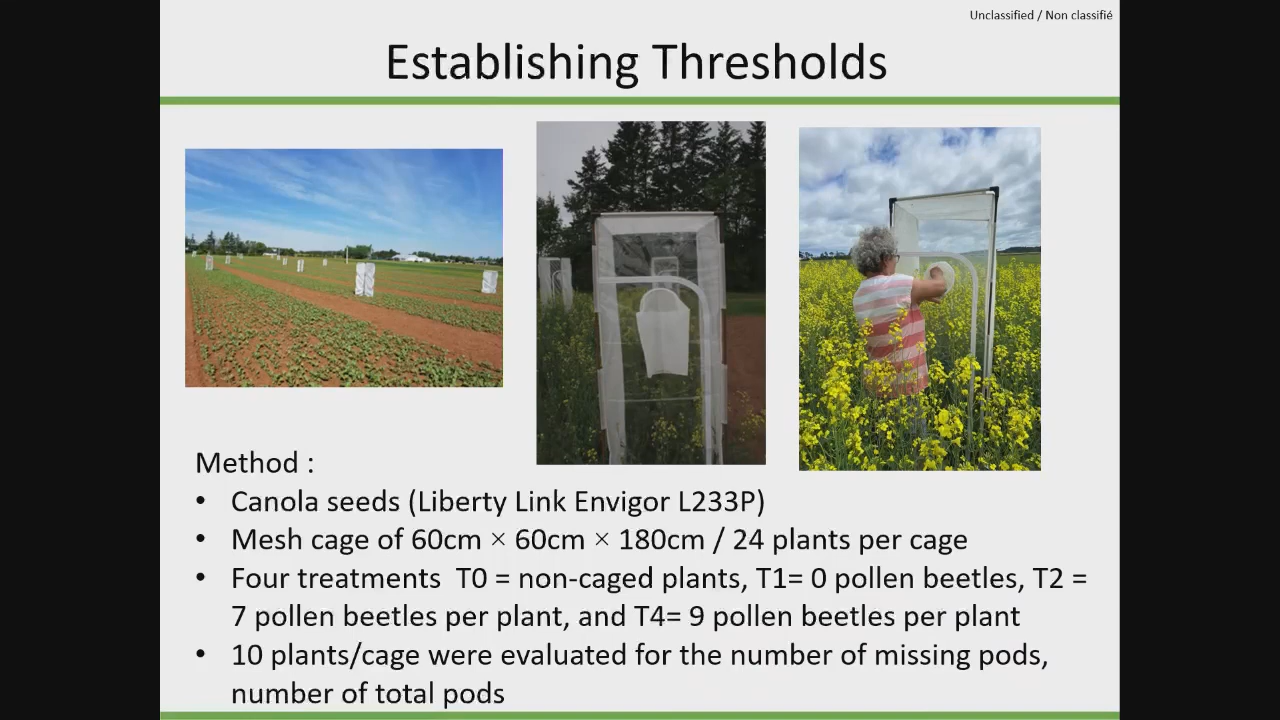 Unclassified / Non classifié
Establishing Thresholds
Method :
• Canola seeds (Liberty Link Envigor L233P)
• Mesh cage of 60cm × 60cm × 180cm / 24 plants per cage
• Four treatments  T0 = non-caged plants, T1= 0 pollen beetles, T2 =
7 pollen beetles per plant, and T4= 9 pollen beetles per plant
• 10 plants/cage were evaluated for the number of missing pods,
number of total pods